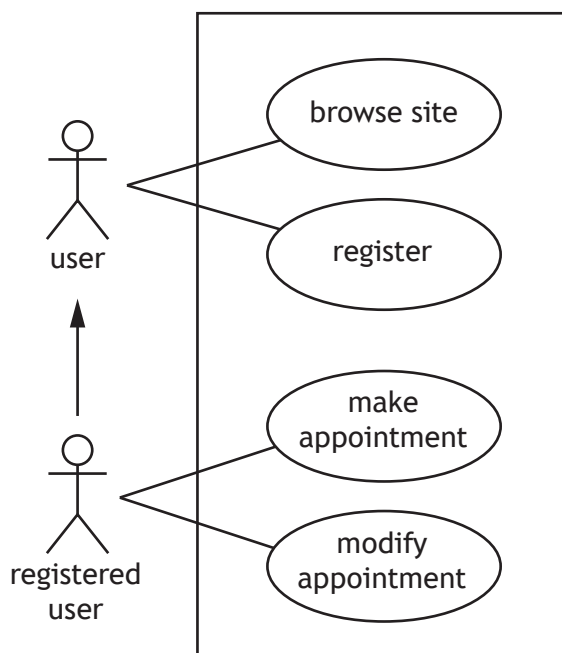 browse site
register
user
make
appointment
modify
appointment
registered
user